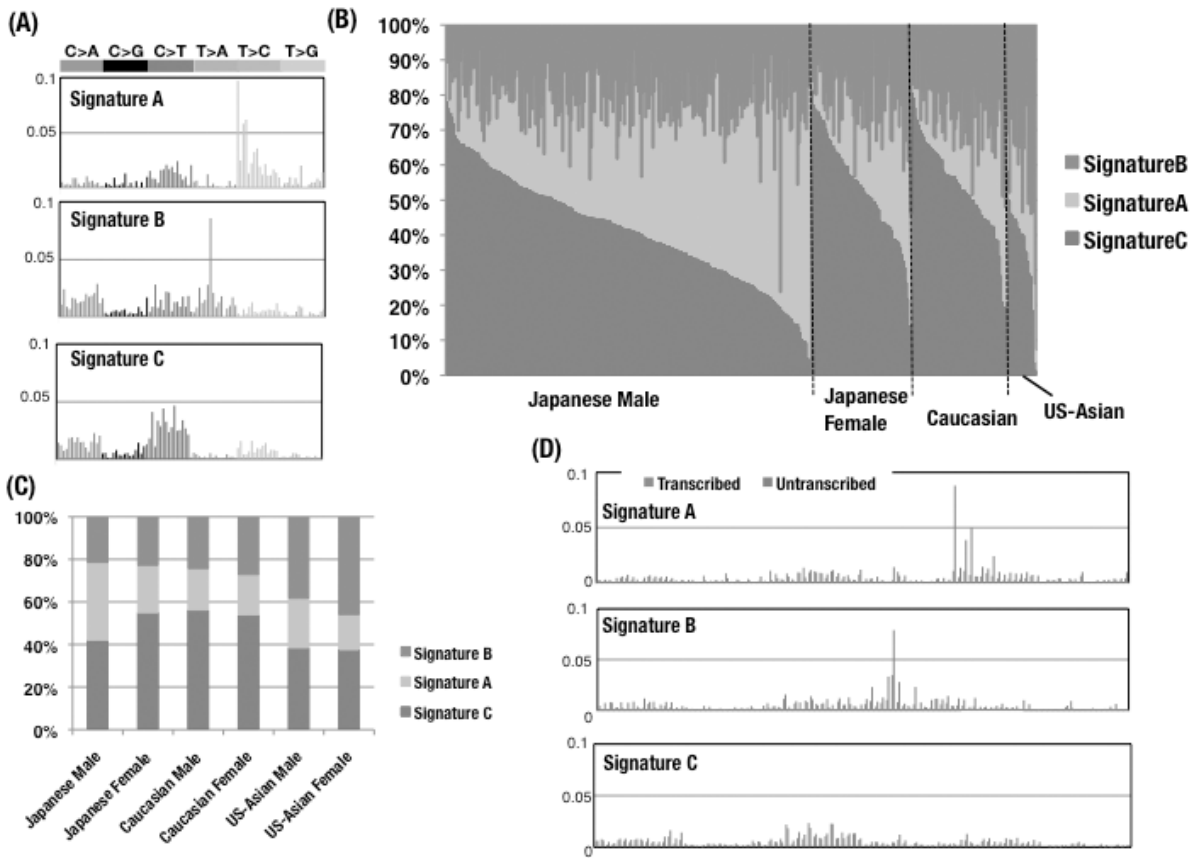 (A)
C>A C>G C>T T>A T>C T>G
0.1
Signature A
0.05
0
0.1
Signature B
0.05
0.1
Signature C
0.05
(B)
100%
90%
80%
70%
60%
50%
40%
30%
20%
10%
0%
Japanese Male
Japanese
Female
Caucasian
US-Asian
SignatureB
SignatureA
SignatureC
(C)
100%
80%
60%
40%
20%
0%
Japanese Male
Japanese Female
Caucasian Male
Caucasian Female
US-Asian Male
US-Asian Female
Signature B
Signature A
Signature C
(D)
Transcribed Untranscribed
0.1
Signature A
0.05
0
0.1
Signature B
0.05
0
0.1
Signature C
0.05
0